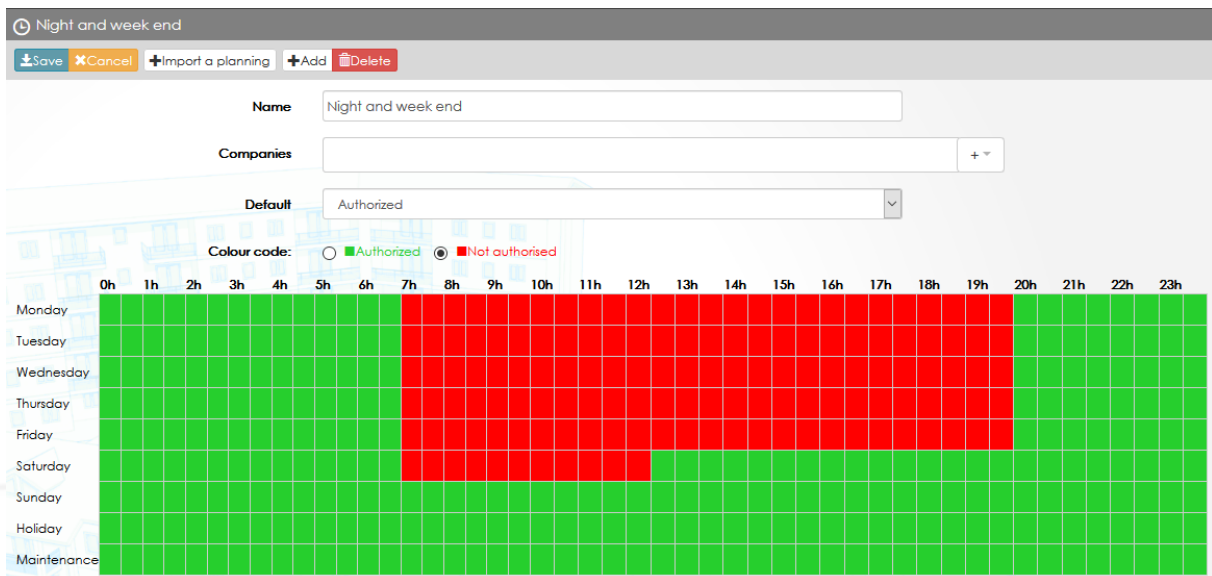 Night and week end
Save Cancel Import a planning Add Delete
Name Night and week end
Companies +
Default Authorized
Colour code: Authorized Not authorised
0h 1h 2h 3h 4h 5h 6h 7h 8h 9h 10h 11h 12h 13h 14h 15h 16h 17h 18h 19h 20h 21h 22h 23h
Monday
Tuesday
Wednesday
Thursday
Friday
Saturday
Sunday
Holiday
Maintenance